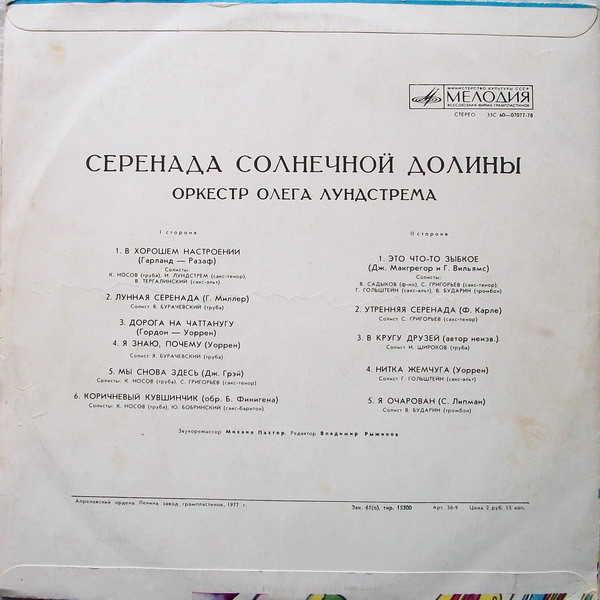 МИНИСТЕРСТВО КУЛЬТУРЫ СССР
МЕЛОДИЯ
ВСЕСОЮЗНАЯ ФИРМА ГРАМПЛАСТИНОК
СТЕРЕО 33С 60—07077-78
СЕРЕНАДА СОЛНЕЧНОЙ ДОЛИНЫ
ОРКЕСТР ОЛЕГА ЛУНДСТРЕМА
I сторона
1. В ХОРОШЕМ НАСТРОЕНИИ
(Гарланд — Разаф)
Солисты:
К. НОСОВ (труба), И. ЛУНДСТРЕМ (сакс-тенор),
В. ТЕРГАЛИНСКИЙ (сакс-альт)
2. ЛУННАЯ СЕРЕНАДА (Г. Миллер)
Солист Я. БУРАЧЕВСКИЙ (труба)
3. ДОРОГА НА ЧАТТАНУГУ
(Гордон — Уоррен)
4. Я ЗНАЮ, ПОЧЕМУ (Уоррен)
Солист Я. БУРАЧЕВСКИЙ (труба)
5. МЫ СНОВА ЗДЕСЬ (Дж. Грэй)
Солисты: К. НОСОВ (труба), С. ГРИГОРЬЕВ (сакс-тенор)
6. КОРИЧНЕВЫЙ КУВШИНЧИК (обр. Б. Финигена)
Солисты: К. НОСОВ (труба), Ю. БОБРИНСКИЙ (сакс-баритон)
II сторона
1. ЭТО ЧТО-ТО ЗЫБКОЕ
(Дж. Макгрегор и Г. Вильямс)
Солисты:
В. САДЫКОВ (ф-но), С. ГРИГОРЬЕВ (сакс-тенор),
Г. ГОЛЬШТЕЙН (сакс-альт), В. БУДАРИН (тромбон)
2. УТРЕННЯЯ СЕРЕНАДА (Ф. Карле)
Солист С. ГРИГОРЬЕВ (сакс-тенор)
3. В КРУГУ ДРУЗЕЙ (автор неизв.)
Солист И. ШИРОКОВ (труба)
4. НИТКА ЖЕМЧУГА (Уоррен)
Солист Г. ГОЛЬШТЕЙН (сакс-альт)
5. Я ОЧАРОВАН (С. Липман)
Солист В. БУДАРИН (тромбон)
Звукорежиссер Михаил Пахтер. Редактор Владимир Рыжиков
Апрелевский ордена Ленина завод грампластинок, 1977 г. Зак. 61(о), тир. 15300 Арт. 36-9 Цена 2 руб. 15 коп.